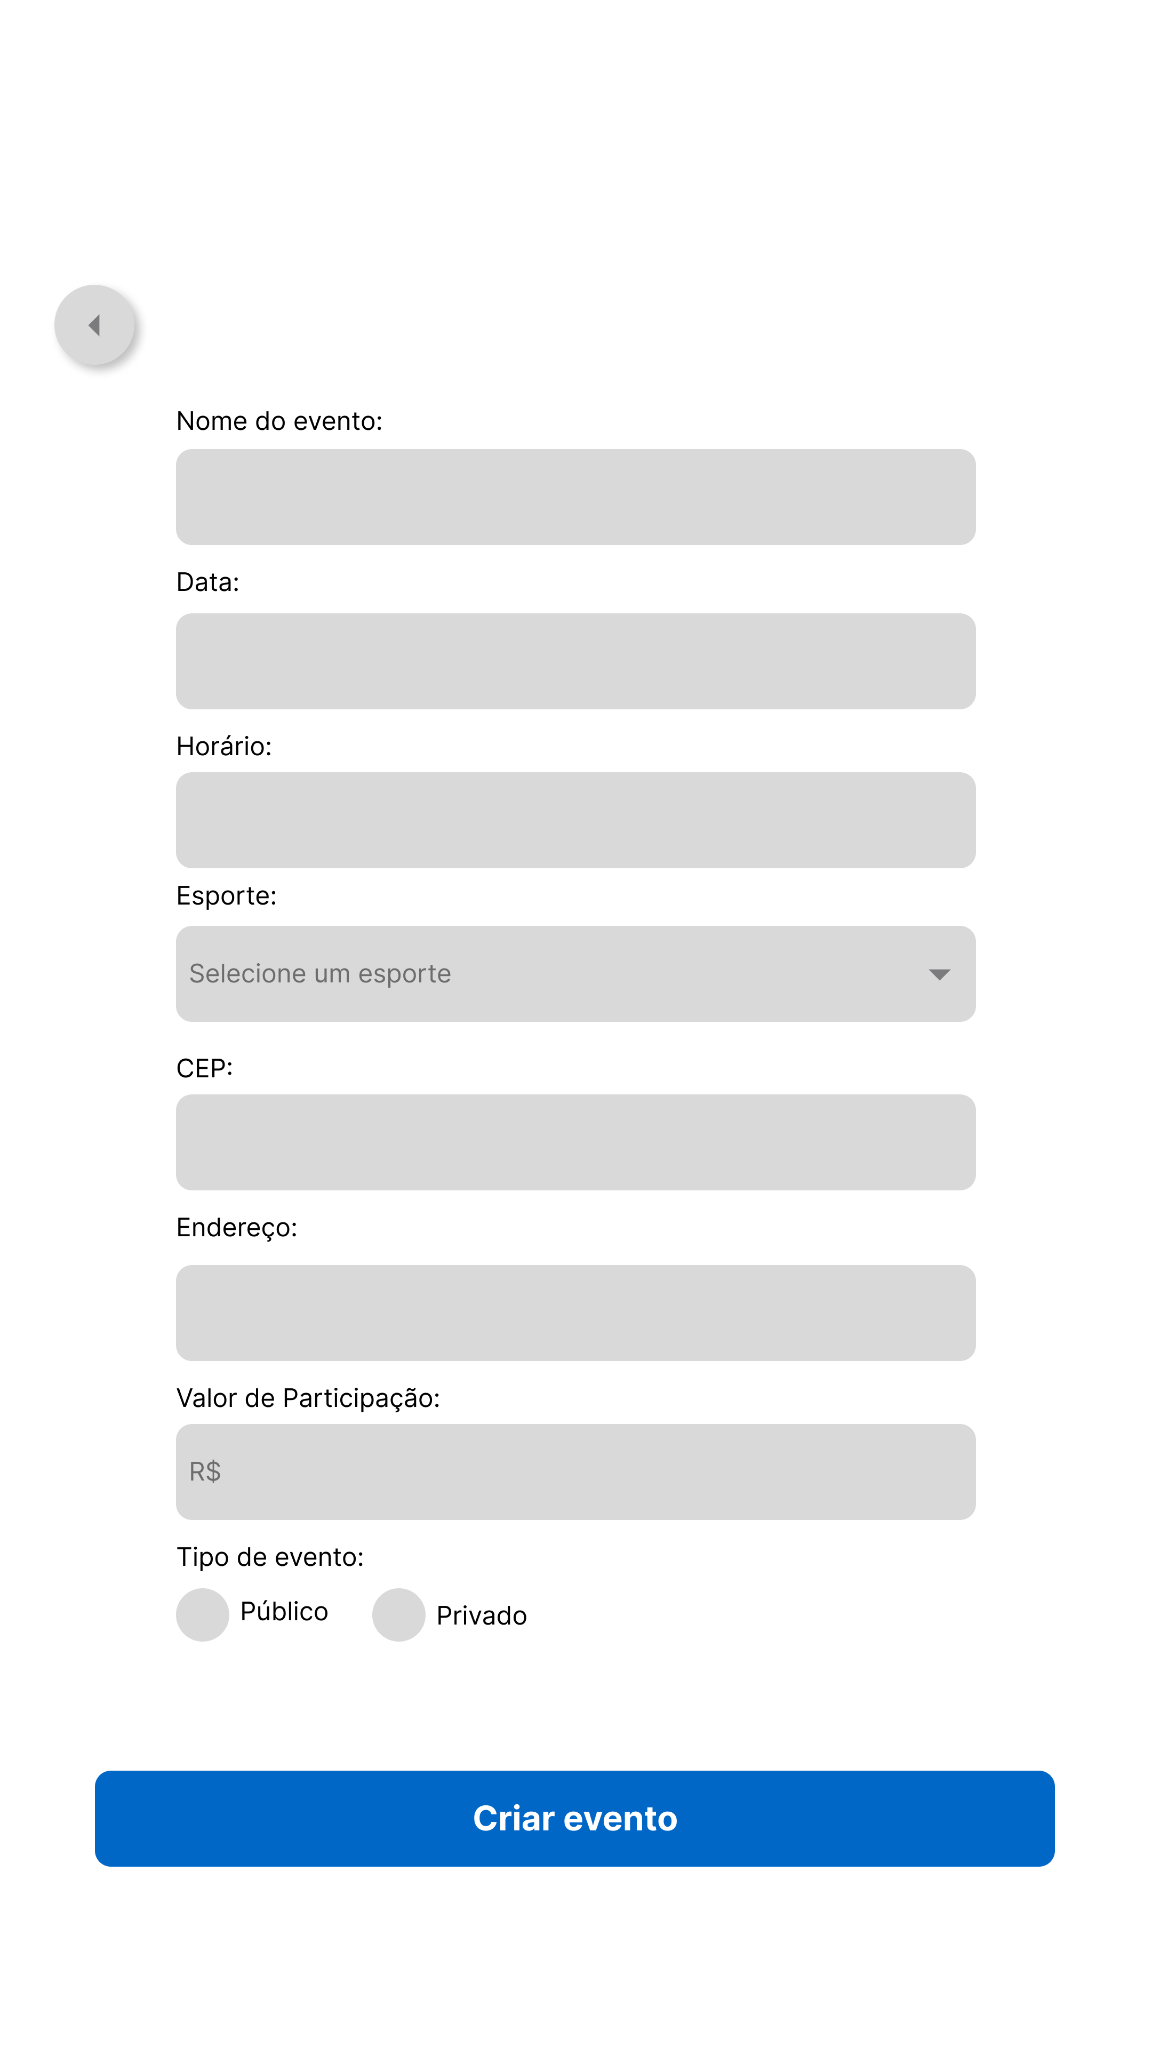 Nome do evento:
Data:
Horário:
Esporte:
Selecione um esporte
CEP:
Endereço:
Valor de Participação:
R$
Tipo de evento:
Público Privado
Criar evento